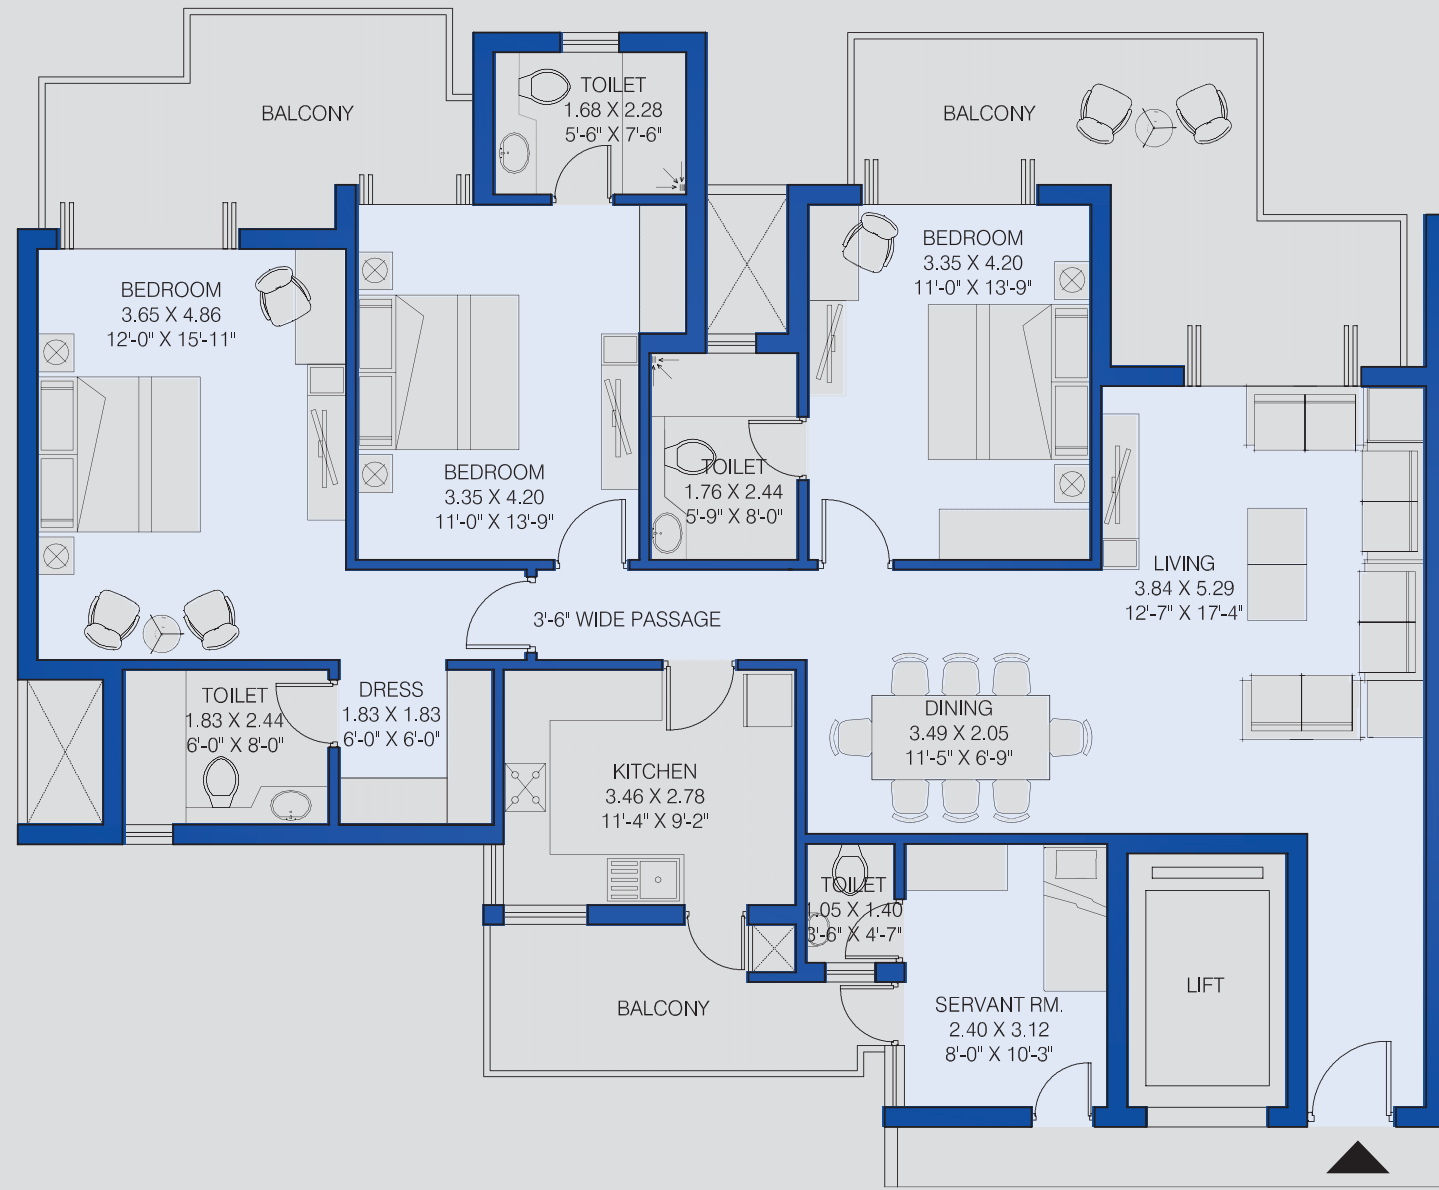 BALCONY
TOILET
1.68 X 2.28
5'-6" X 7'-6"
BALCONY
BEDROOM
3.65 X 4.86
12'-0" X 15'-11"
BEDROOM
3.35 X 4.20
11'-0" X 13'-9"
BEDROOM
3.35 X 4.20
11'-0" X 13'-9"
TOILET
1.76 X 2.44
5'-9" X 8'-0"
LIVING
3.84 X 5.29
12'-7" X 17'-4"
3'-6" WIDE PASSAGE
TOILET
1.83 X 2.44
6'-0" X 8'-0"
DRESS
1.83 X 1.83
6'-0" X 6'-0"
DINING
3.49 X 2.05
11'-5" X 6'-9"
KITCHEN
3.46 X 2.78
11'-4" X 9'-2"
TOILET
1.05 X 1.40
3'-6" X 4'-7"
BALCONY
SERVANT RM.
2.40 X 3.12
8'-0" X 10'-3"
LIFT